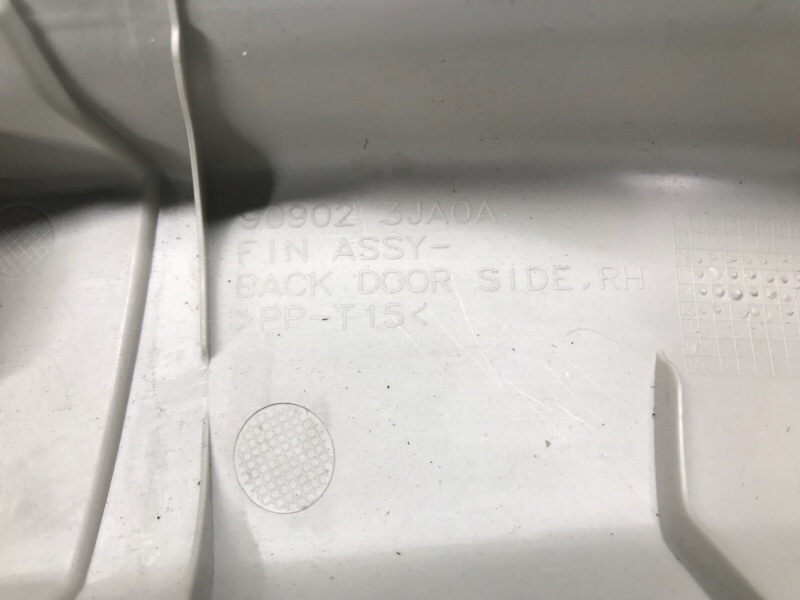 90902 3JA0A
FIN ASSY-
BACK DOOR SIDE, RH
>PP-T15<